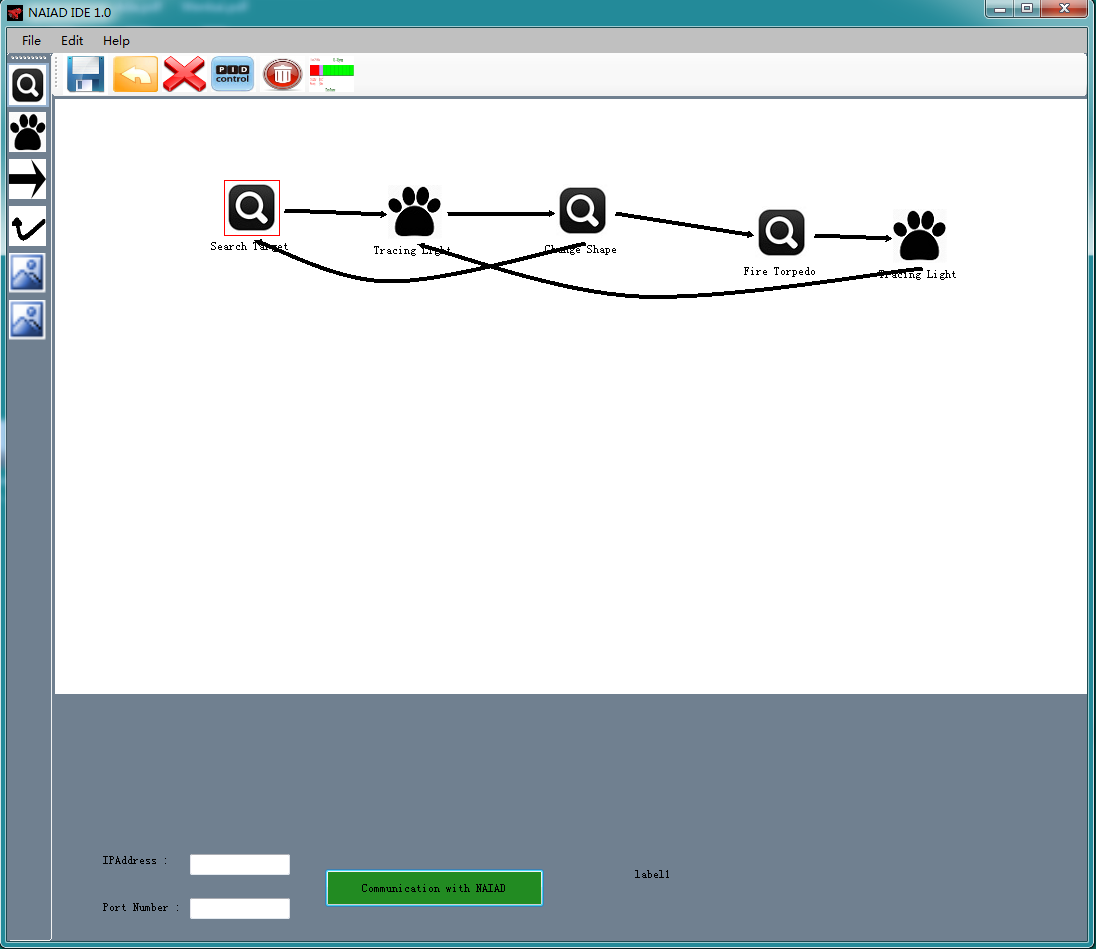 NAIAD IDE 1.0
File Edit Help
PID
control
Search Target
Tracing Light
Change Shape
Fire Torpedo
Tracing Light
IPAddress :
Communication with NAIAD
label1
Port Number :